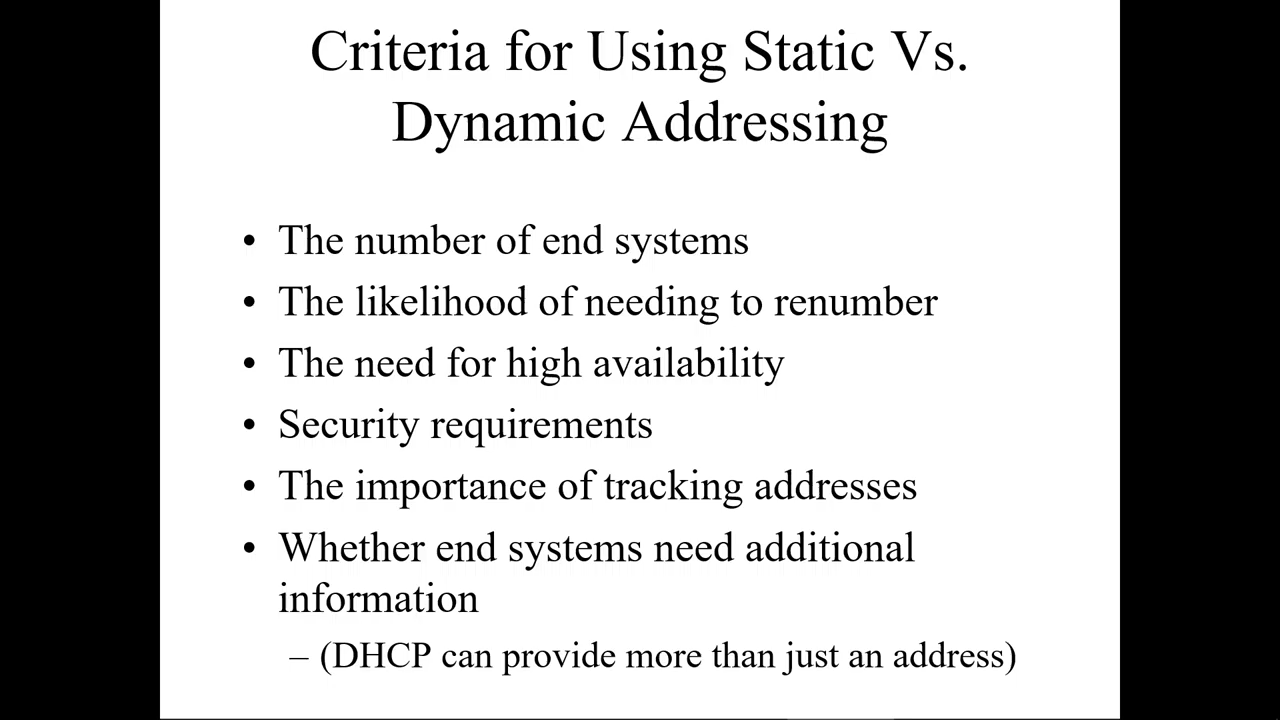 Criteria for Using Static Vs.
Dynamic Addressing
• The number of end systems
• The likelihood of needing to renumber
• The need for high availability
• Security requirements
• The importance of tracking addresses
• Whether end systems need additional
information
– (DHCP can provide more than just an address)